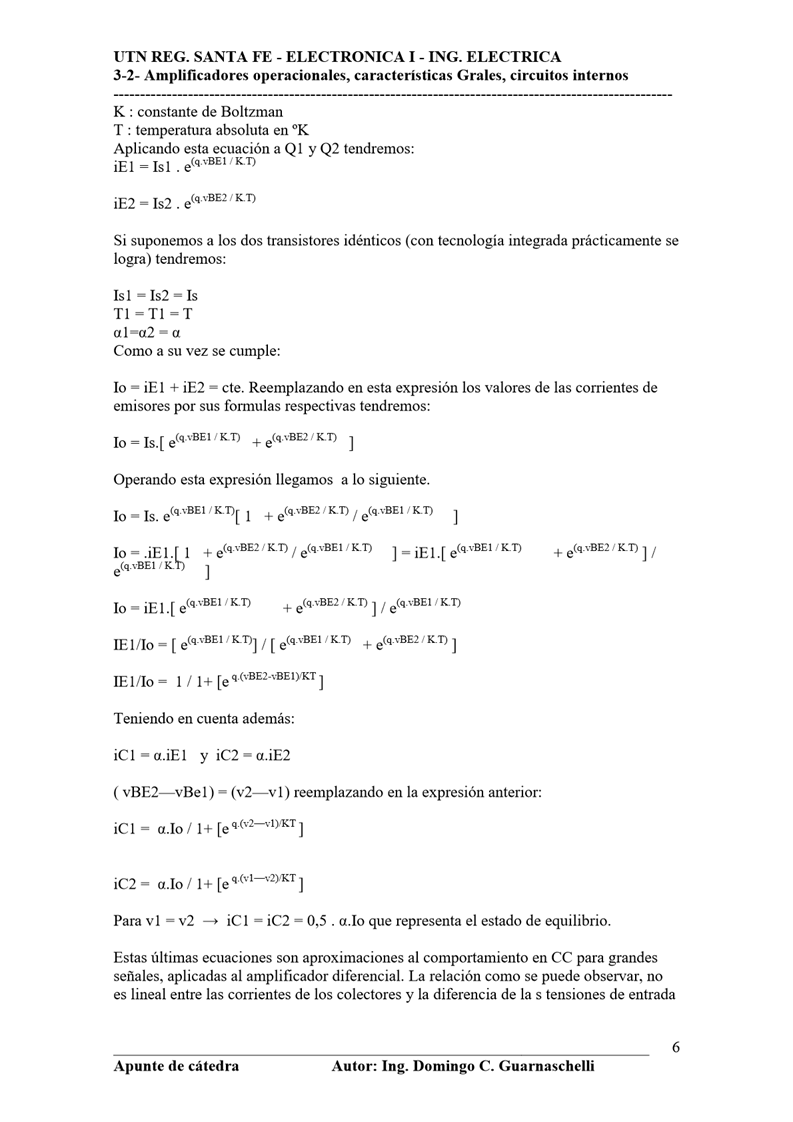 UTN REG. SANTA FE - ELECTRONICA I - ING. ELECTRICA
3-2- Amplificadores operacionales, características Grales, circuitos internos
-----------------------------------------------------------------------------------------------------------
K : constante de Boltzman
T : temperatura absoluta en ºK
Aplicando esta ecuación a Q1 y Q2 tendremos:
iE1 = Is1 . e(q.vBE1 / K.T)
iE2 = Is2 . e(q.vBE2 / K.T)
Si suponemos a los dos transistores idénticos (con tecnología integrada prácticamente se
logra) tendremos:
Is1 = Is2 = Is
T1 = T1 = T
α1=α2 = α
Como a su vez se cumple:
Io = iE1 + iE2 = cte. Reemplazando en esta expresión los valores de las corrientes de
emisores por sus formulas respectivas tendremos:
Io = Is.[ e(q.vBE1 / K.T) + e(q.vBE2 / K.T) ]
Operando esta expresión llegamos a lo siguiente.
Io = Is. e(q.vBE1 / K.T)[ 1 + e(q.vBE2 / K.T) / e(q.vBE1 / K.T) ]
Io = .iE1.[ 1 + e(q.vBE2 / K.T) / e(q.vBE1 / K.T) ] = iE1.[ e(q.vBE1 / K.T) + e(q.vBE2 / K.T) ] /
e(q.vBE1 / K.T) ]
Io = iE1.[ e(q.vBE1 / K.T) + e(q.vBE2 / K.T) ] / e(q.vBE1 / K.T)
IE1/Io = [ e(q.vBE1 / K.T)] / [ e(q.vBE1 / K.T) + e(q.vBE2 / K.T) ]
IE1/Io = 1 / 1+ [e q.(vBE2-vBE1)/KT ]
Teniendo en cuenta además:
iC1 = α.iE1 y iC2 = α.iE2
( vBE2—vBe1) = (v2—v1) reemplazando en la expresión anterior:
iC1 = α.Io / 1+ [e q.(v2—v1)/KT ]
iC2 = α.Io / 1+ [e q.(v1—v2)/KT ]
Para v1 = v2 → iC1 = iC2 = 0,5 . α.Io que representa el estado de equilibrio.
Estas últimas ecuaciones son aproximaciones al comportamiento en CC para grandes
señales, aplicadas al amplificador diferencial. La relación como se puede observar, no
es lineal entre las corrientes de los colectores y la diferencia de la s tensiones de entrada
6
Apunte de cátedra Autor: Ing. Domingo C. Guarnaschelli